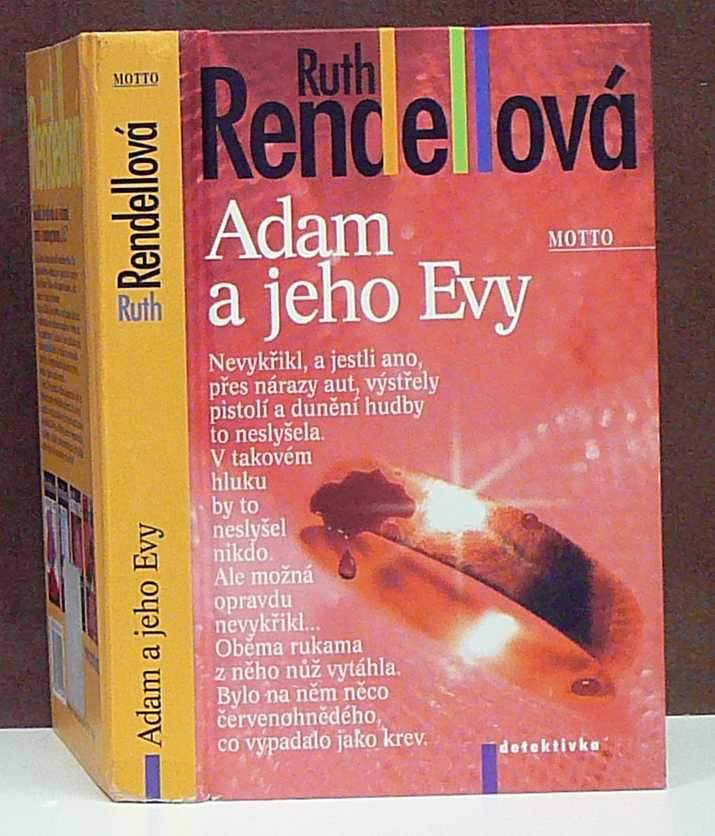 MOTTO
Ruth
Rendellová
Adam a jeho Evy
Ruth
Rendellová
Adam
a jeho Evy
MOTTO
Nevykřikl, a jestli ano,
přes nárazy aut, výstřely
pistolí a dunění hudby
to neslyšela.
V takovém
hluku
by to
neslyšel
nikdo.
Ale možná
opravdu
nevykřikl...
Oběma rukama
z něho nůž vytáhla.
Bylo na něm něco
červenohnědého,
co vypadalo jako krev.
detektivka